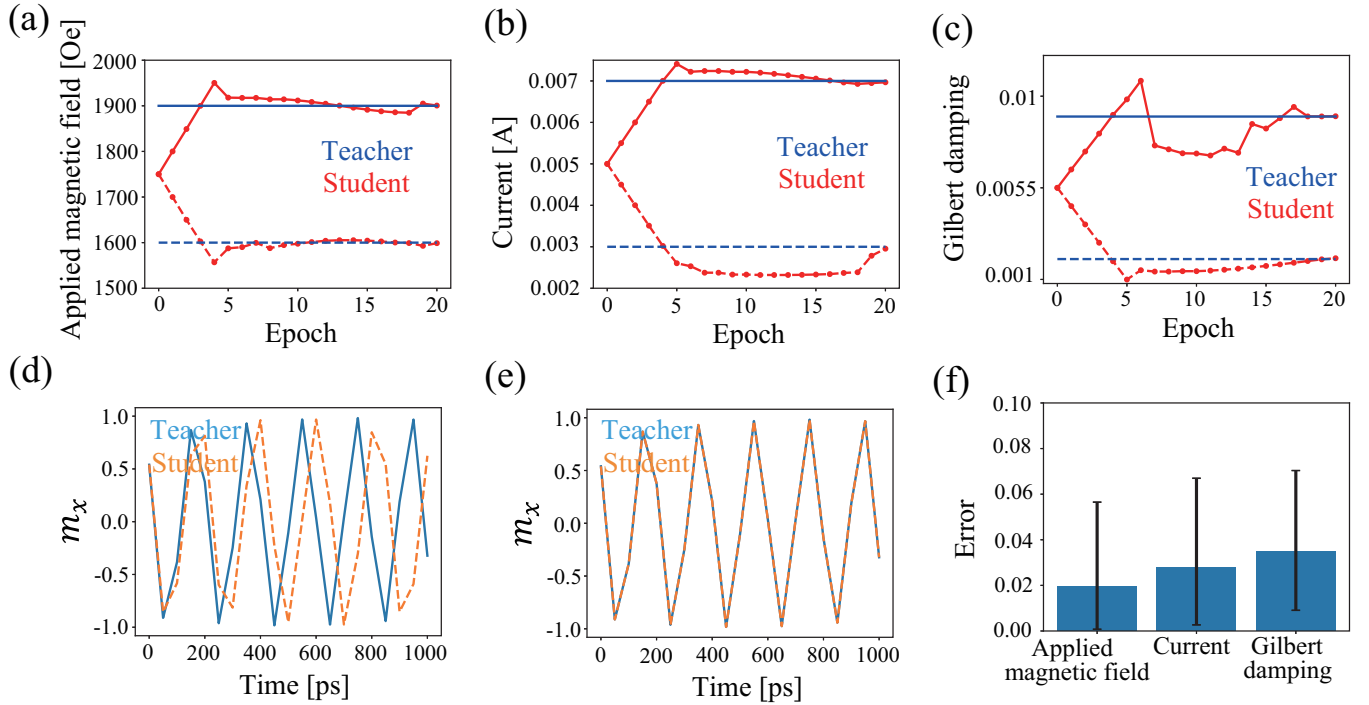 (a)
Applied magnetic field [Oe]
2000
1900
1800
1700
1600
1500
0
5
10
15
20
Epoch
Teacher
Student
(b)
Current [A]
0.007
0.006
0.005
0.004
0.003
0.002
0
5
10
15
20
Epoch
Teacher
Student
(c)
Gilbert damping
0.01
0.0055
0.001
0
5
10
15
20
Epoch
Teacher
Student
(d)
m_x
1.0
0.5
0.0
-0.5
-1.0
0
200
400
600
800
1000
Time [ps]
Teacher
Student
(e)
m_x
1.0
0.5
0.0
-0.5
-1.0
0
200
400
600
800
1000
Time [ps]
Teacher
Student
(f)
Error
0.10
0.08
0.06
0.04
0.02
0.00
Applied
magnetic field
Current
Gilbert
damping